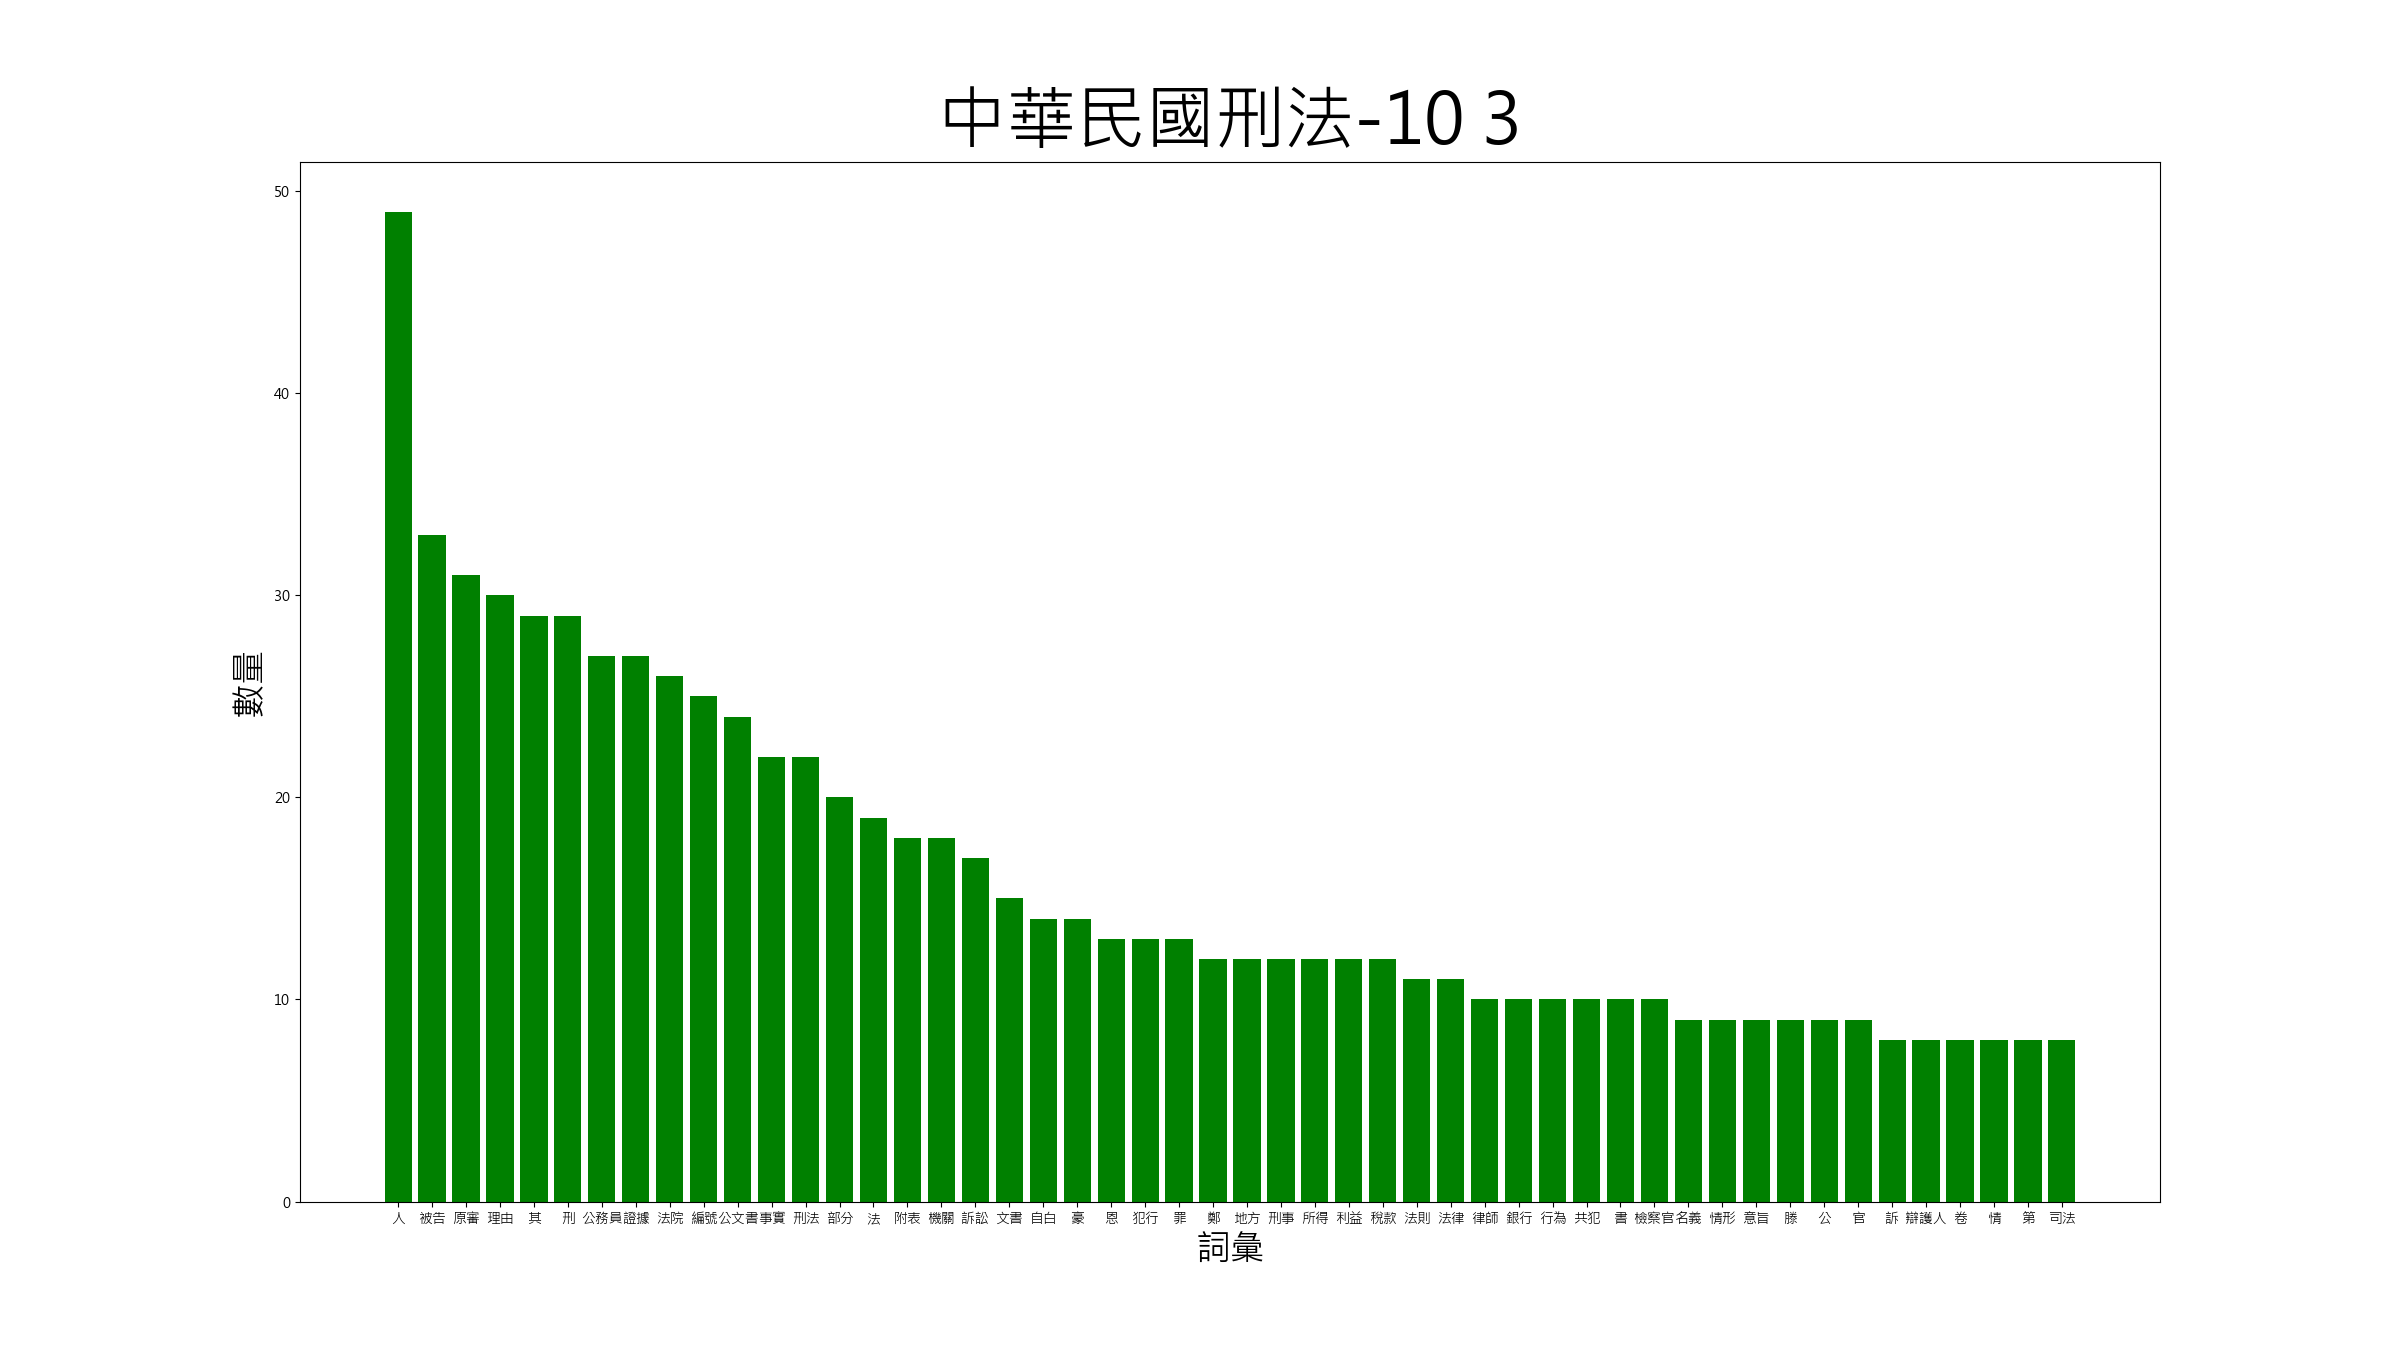 中華民國刑法-10 3
50
40
30
20
10
0
數量
人 被告 原審 理由 其 刑 公務員 證據 法院 編號 公文書 事實 刑法 部分 法 附表 機關 訴訟 文書 自白 豪 恩 犯行 罪 鄭 地方 刑事 所得 利益 稅款 法則 法律 律師 銀行 行為 共犯 書 檢察官 名義 情形 意旨 滕 公 官 訴 辯護人 卷 情 第 司法
詞彙